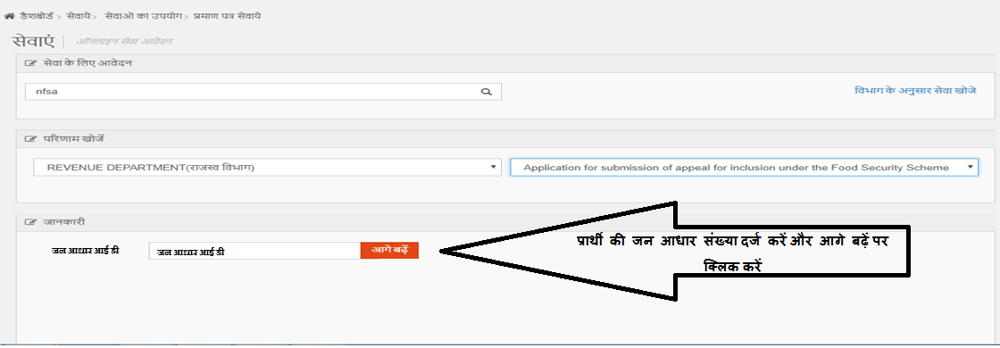 डैशबोर्ड > सेवाये > सेवाओ का उपयोग > प्रमाण पत्र सेवाये
सेवाएं | ऑनलाइन सेवा आवेदन
सेवा के लिए आवेदन
nfsa
विभाग के अनुसार सेवा खोजे
परिणाम खोजें
REVENUE DEPARTMENT(राजस्व विभाग)
Application for submission of appeal for inclusion under the Food Security Scheme
जानकारी
जन आधार आई डी
जन आधार आई डी
आगे बढ़ें
प्रार्थी की जन आधार संख्या दर्ज करें और आगे बढ़ें पर
क्लिक करें